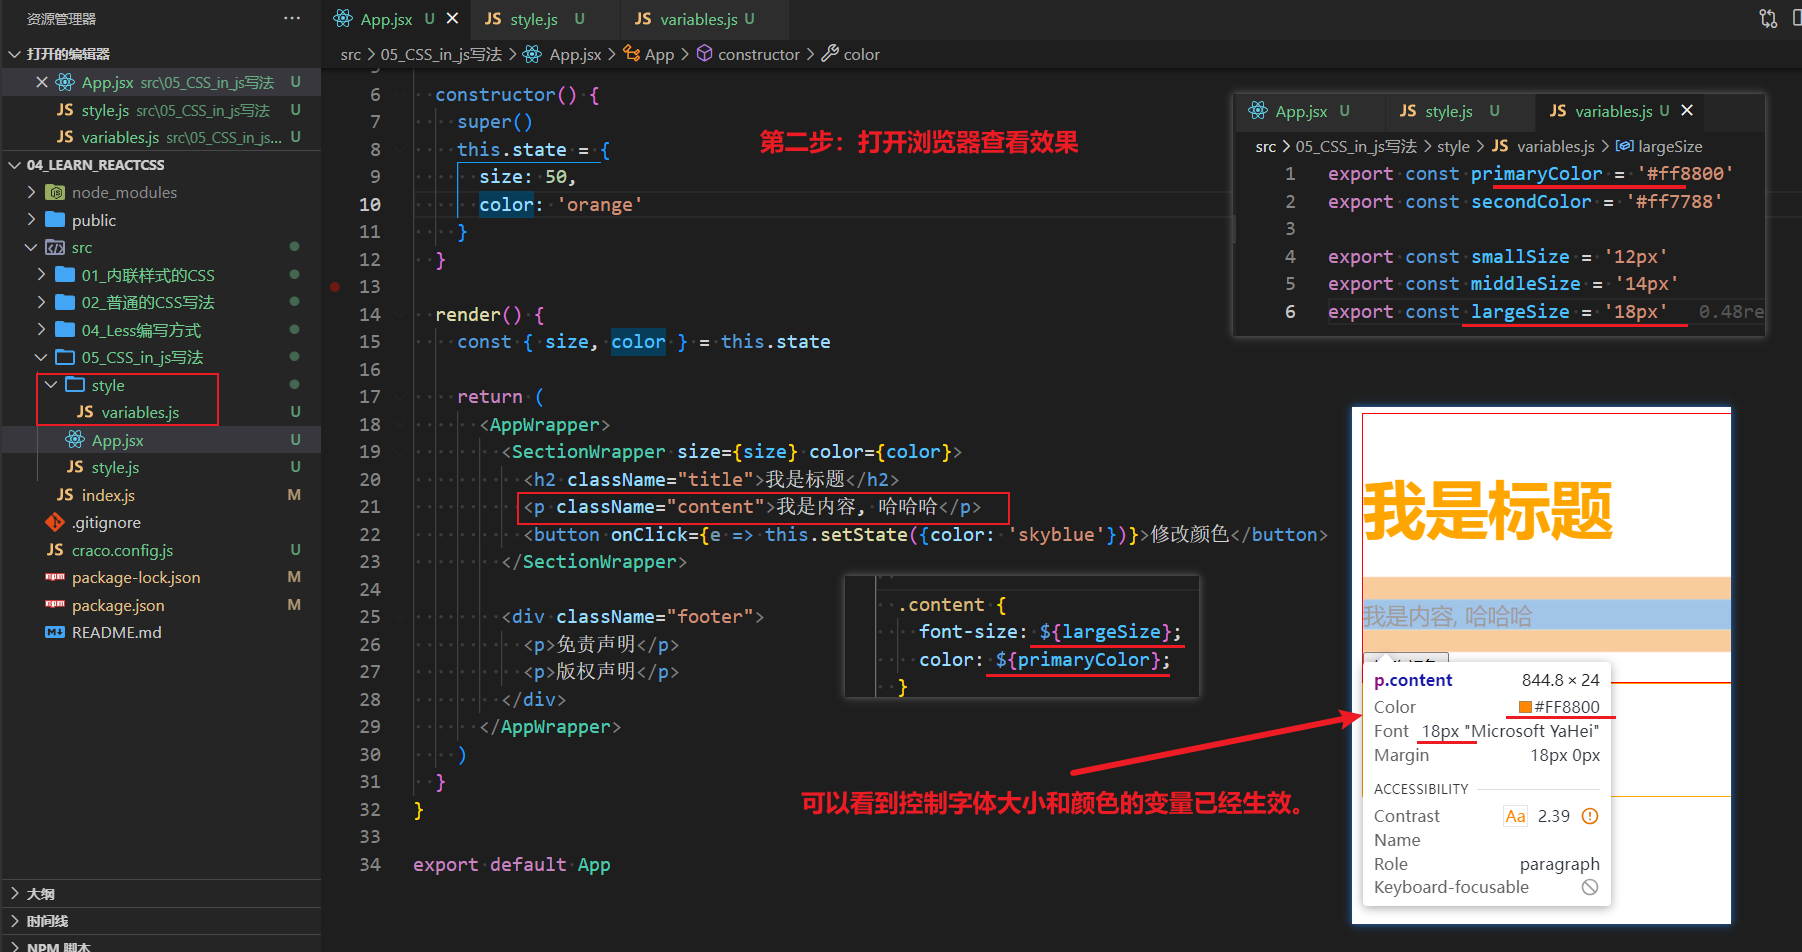 资源管理器 ···
打开的编辑器
App.jsx src\05_CSS_in_js写法 U
JS style.js src\05_CSS_in_js写法 U
JS variables.js src\05_CSS_in_js... U
04_LEARN_REACTCSS
node_modules
public
src
01_内联样式的CSS
02_普通的CSS写法
04_Less编写方式
05_CSS_in_js写法
style
JS variables.js U
App.jsx U
JS style.js U
JS index.js M
.gitignore
JS craco.config.js U
npm package-lock.json M
npm package.json M
README.md
大纲
时间线
NPM 脚本
App.jsx U
JS style.js U
JS variables.js U
src > 05_CSS_in_js写法 > App.jsx > App > constructor > color
6 constructor() {
7 super()
8 this.state = {
9 size: 50,
10 color: 'orange'
11 }
12 }
13
14 render() {
15 const { size, color } = this.state
16
17 return (
18 <AppWrapper>
19 <SectionWrapper size={size} color={color}>
20 <h2 className="title">我是标题</h2>
21 <p className="content">我是内容, 哈哈哈</p>
22 <button onClick={e => this.setState({color: 'skyblue'})}>修改颜色</button>
23 </SectionWrapper>
24
25 <div className="footer">
26 <p>免责声明</p>
27 <p>版权声明</p>
28 </div>
29 </AppWrapper>
30 )
31 }
32 }
33
34 export default App
第二步：打开浏览器查看效果
App.jsx U JS style.js U JS variables.js U
src > 05_CSS_in_js写法 > style > JS variables.js > largeSize
1 export const primaryColor = '#ff8800'
2 export const secondColor = '#ff7788'
3
4 export const smallSize = '12px'
5 export const middleSize = '14px'
6 export const largeSize = '18px' 0.48re
.content {
font-size: ${largeSize};
color: ${primaryColor};
}
可以看到控制字体大小和颜色的变量已经生效。
我是标题
我是内容, 哈哈哈
p.content 844.8 × 24
Color #FF8800
Font 18px "Microsoft YaHei"
Margin 18px 0px
ACCESSIBILITY
Contrast Aa 2.39
Name
Role paragraph
Keyboard-focusable